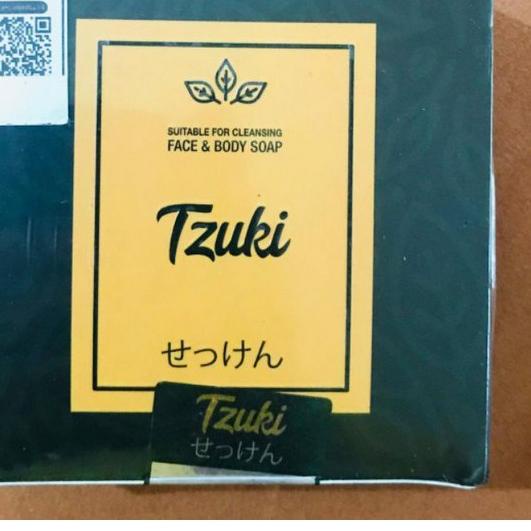 SUITABLE FOR CLEANSING
FACE & BODY SOAP
Tzuki
せっけん
Tzuki
せっけん